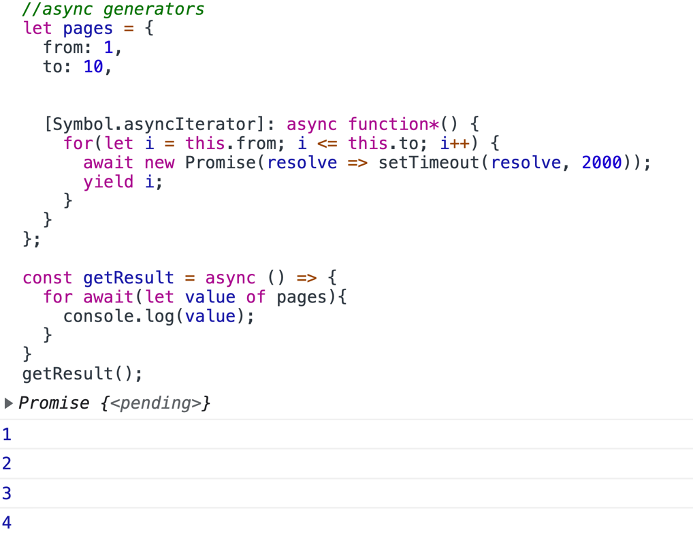 //async generators
let pages = {
  from: 1,
  to: 10,
  [Symbol.asyncIterator]: async function*() {
    for(let i = this.from; i <= this.to; i++) {
      await new Promise(resolve => setTimeout(resolve, 2000));
      yield i;
    }
  }
};
const getResult = async () => {
  for await(let value of pages){
    console.log(value);
  }
}
getResult();
Promise {<pending>}
1
2
3
4